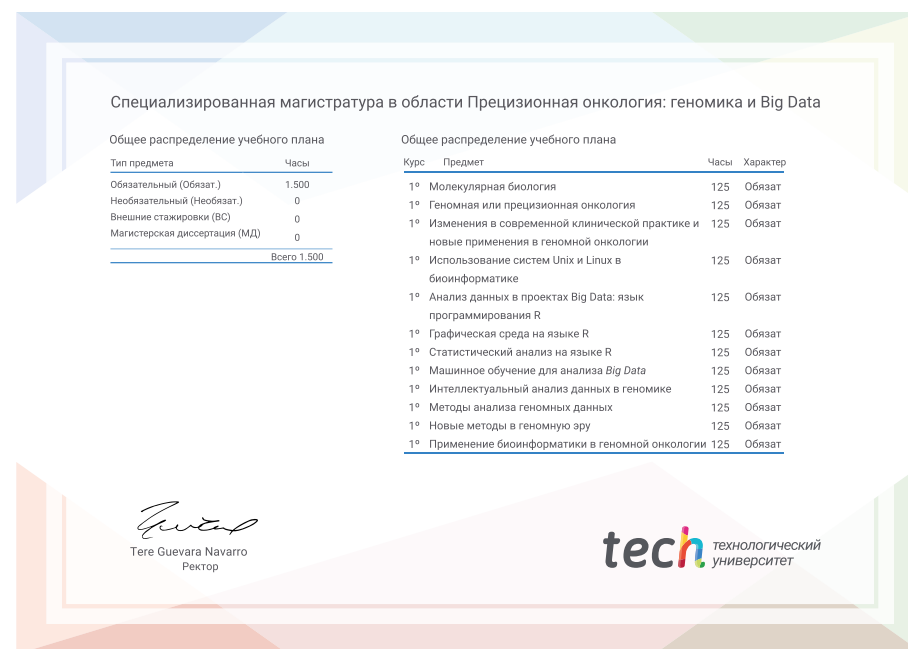 Специализированная магистратура в области Прецизионная онкология: геномика и Big Data
Общее распределение учебного плана
Тип предмета Часы
Обязательный (Обязат.) 1.500
Необязательный (Необязат.) 0
Внешние стажировки (ВС) 0
Магистерская диссертация (МД) 0
Всего 1.500
Общее распределение учебного плана
Курс Предмет Часы Характер
1º Молекулярная биология 125 Обязат
1º Геномная или прецизионная онкология 125 Обязат
1º Изменения в современной клинической практике и 125 Обязат
новые применения в геномной онкологии
1º Использование систем Unix и Linux в 125 Обязат
биоинформатике
1º Анализ данных в проектах Big Data: язык 125 Обязат
программирования R
1º Графическая среда на языке R 125 Обязат
1º Статистический анализ на языке R 125 Обязат
1º Машинное обучение для анализа Big Data 125 Обязат
1º Интеллектуальный анализ данных в геномике 125 Обязат
1º Методы анализа геномных данных 125 Обязат
1º Новые методы в геномную эру 125 Обязат
1º Применение биоинформатики в геномной онкологии 125 Обязат
Tere Guevara Navarro
Ректор
tech технологический
университет